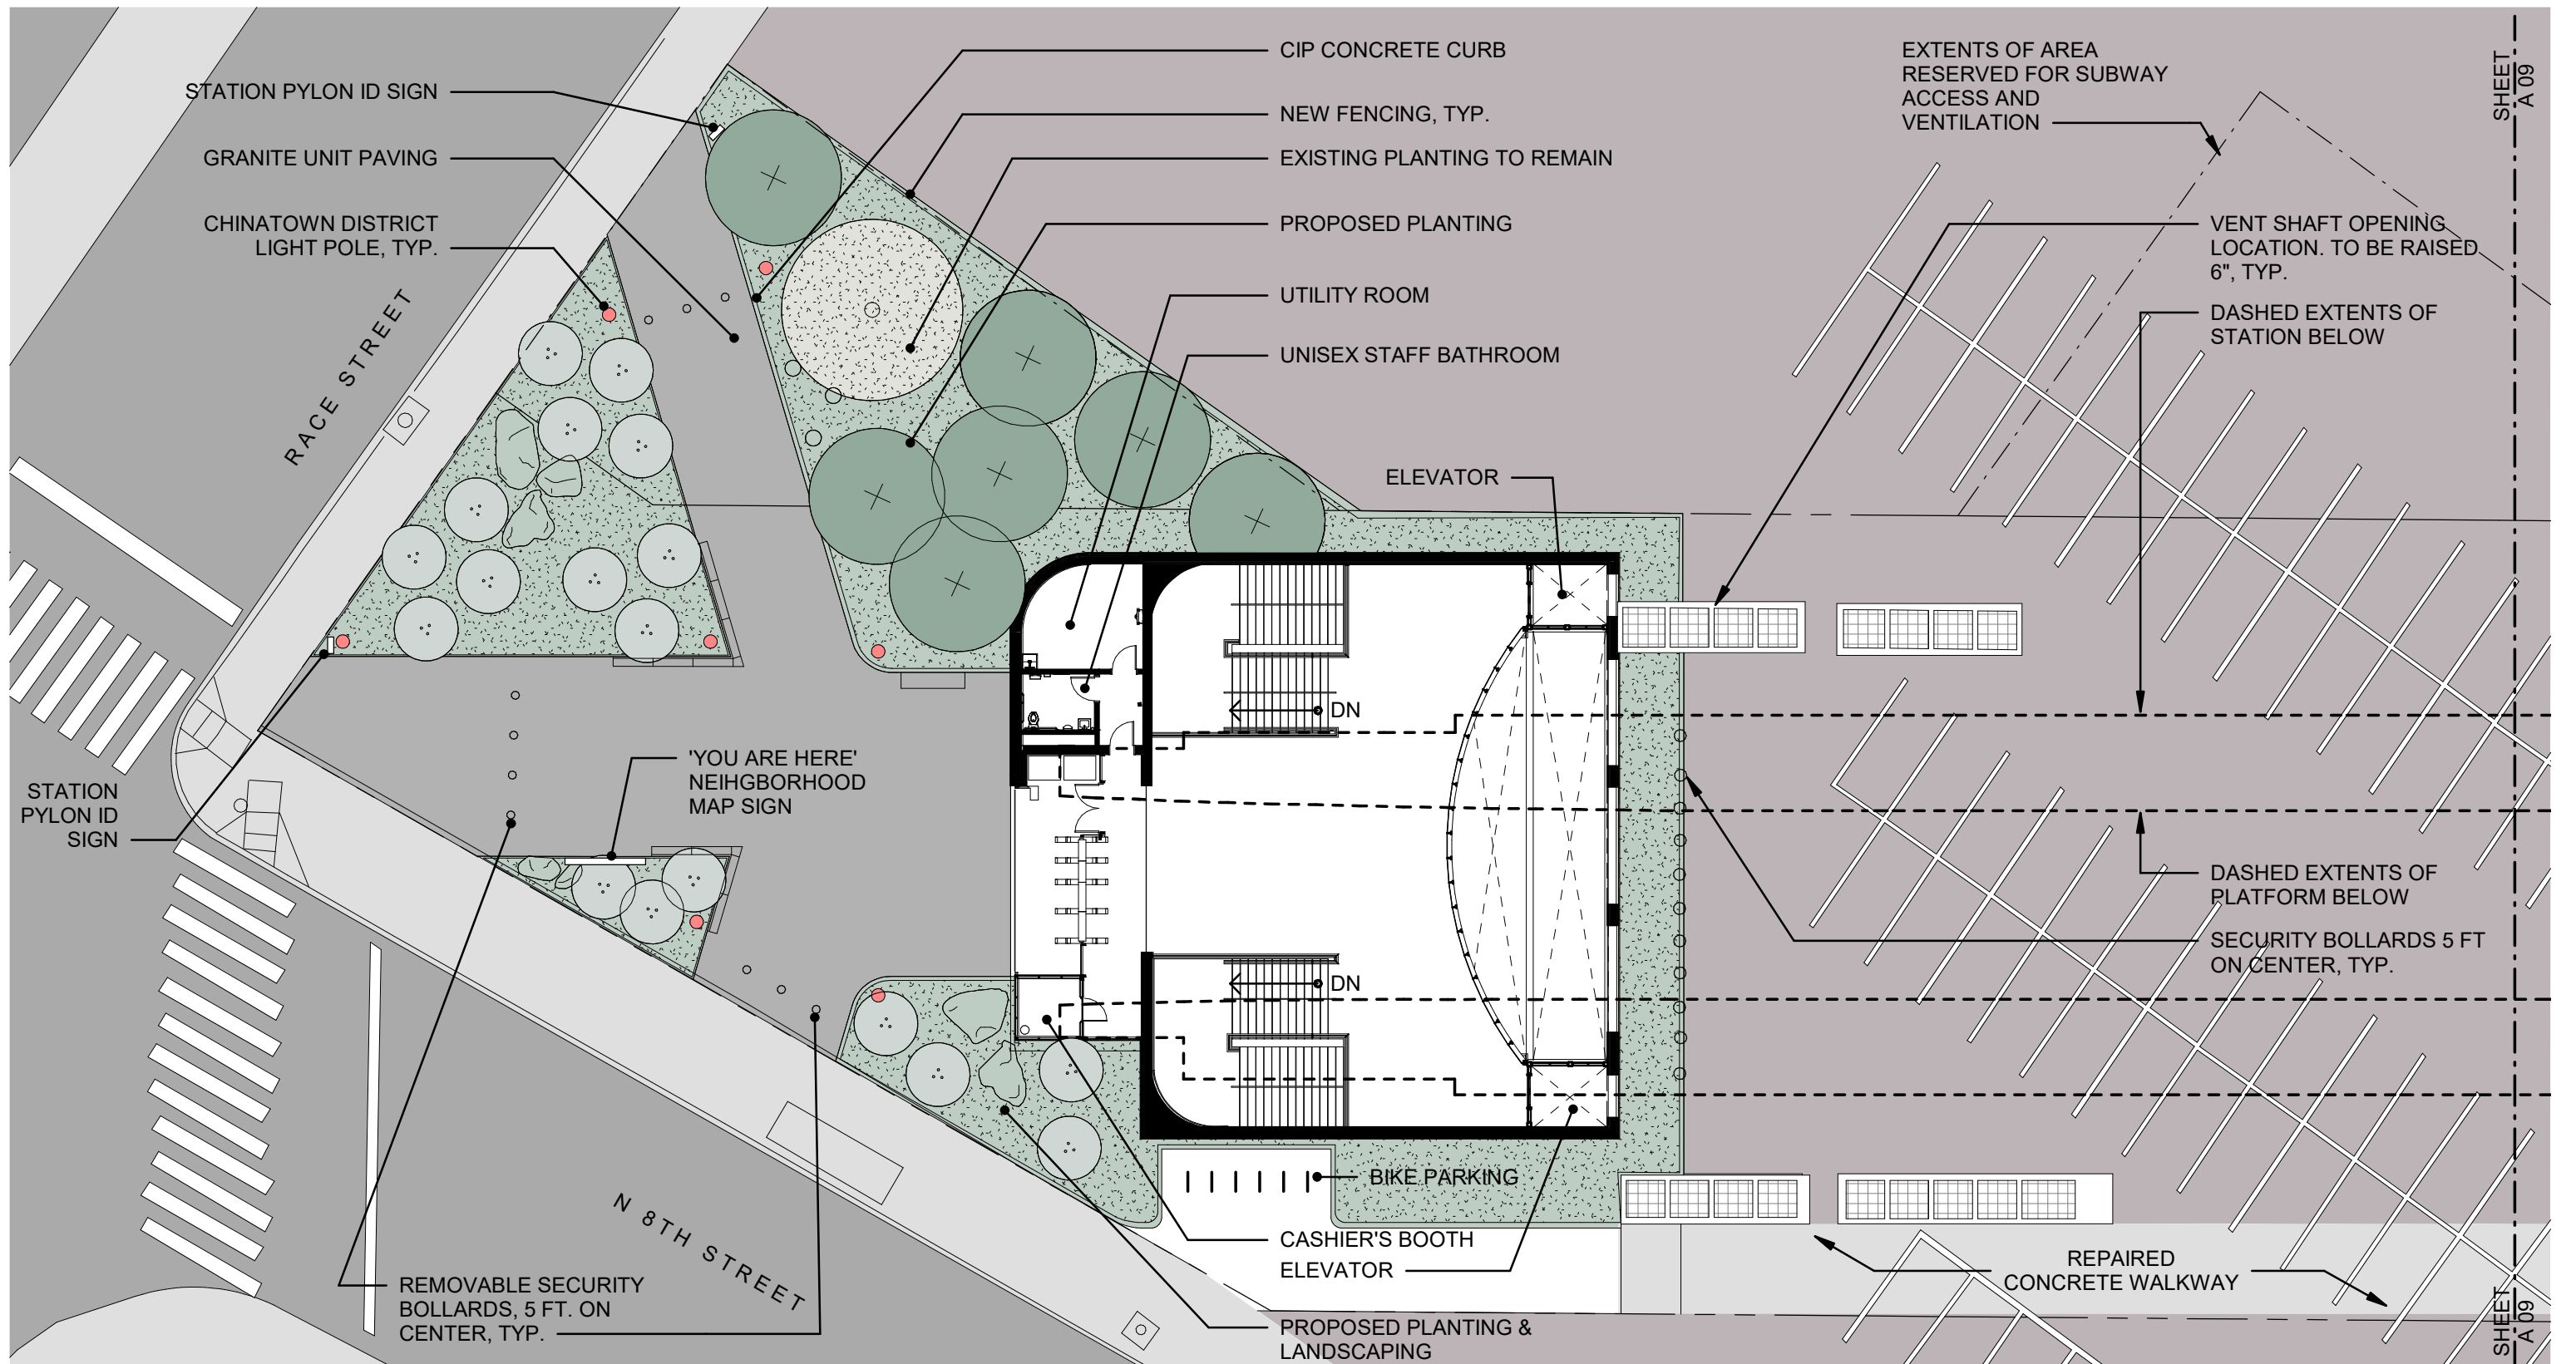 CIP CONCRETE CURB
EXTENTS OF AREA
RESERVED FOR SUBWAY
ACCESS AND
VENTILATION
SHEET
A 09
STATION PYLON ID SIGN
NEW FENCING, TYP.
GRANITE UNIT PAVING
EXISTING PLANTING TO REMAIN
CHINATOWN DISTRICT
LIGHT POLE, TYP.
PROPOSED PLANTING
VENT SHAFT OPENING
LOCATION. TO BE RAISED
6", TYP.
UTILITY ROOM
DASHED EXTENTS OF
STATION BELOW
RACE STREET
UNISEX STAFF BATHROOM
ELEVATOR
DN
'YOU ARE HERE'
NEIHGBORHOOD
MAP SIGN
STATION
PYLON ID
SIGN
DASHED EXTENTS OF
PLATFORM BELOW
SECURITY BOLLARDS 5 FT
ON CENTER, TYP.
DN
BIKE PARKING
N 8TH STREET
CASHIER'S BOOTH
ELEVATOR
REPAIRED
CONCRETE WALKWAY
REMOVABLE SECURITY
BOLLARDS, 5 FT. ON
CENTER, TYP.
PROPOSED PLANTING &
LANDSCAPING
SHEET
A 09